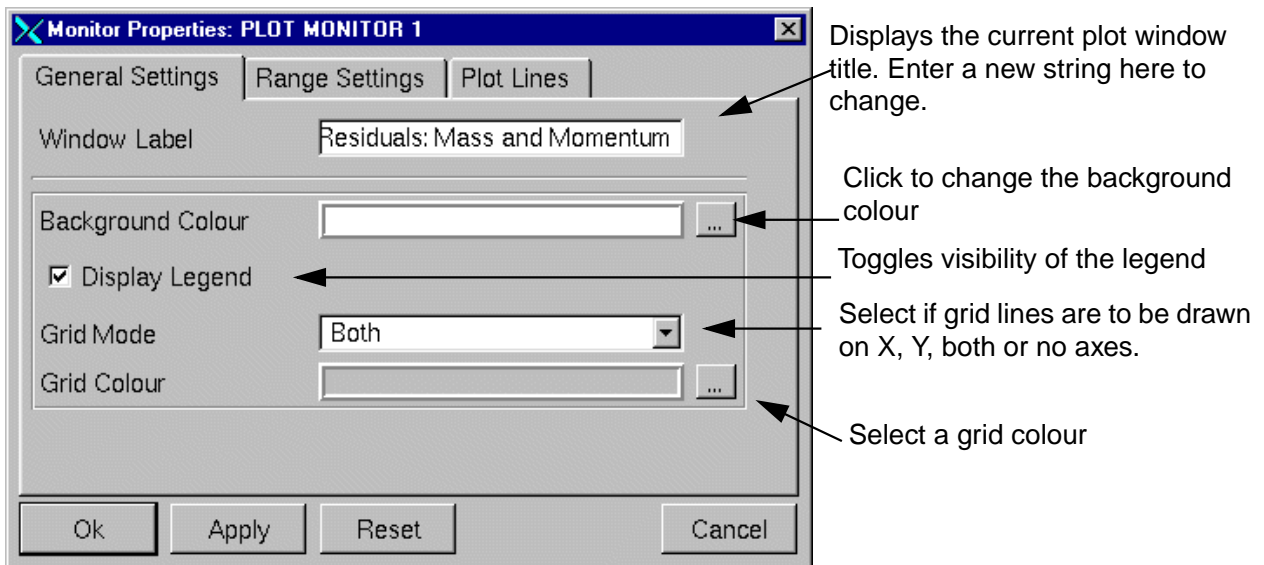 Monitor Properties: PLOT MONITOR 1
General Settings
Range Settings
Plot Lines
Window Label
Residuals: Mass and Momentum
Background Colour
...
Display Legend
Grid Mode
Both
Grid Colour
...
Ok
Apply
Reset
Cancel
Displays the current plot window
title. Enter a new string here to
change.
Click to change the background
colour
Toggles visibility of the legend
Select if grid lines are to be drawn
on X, Y, both or no axes.
Select a grid colour